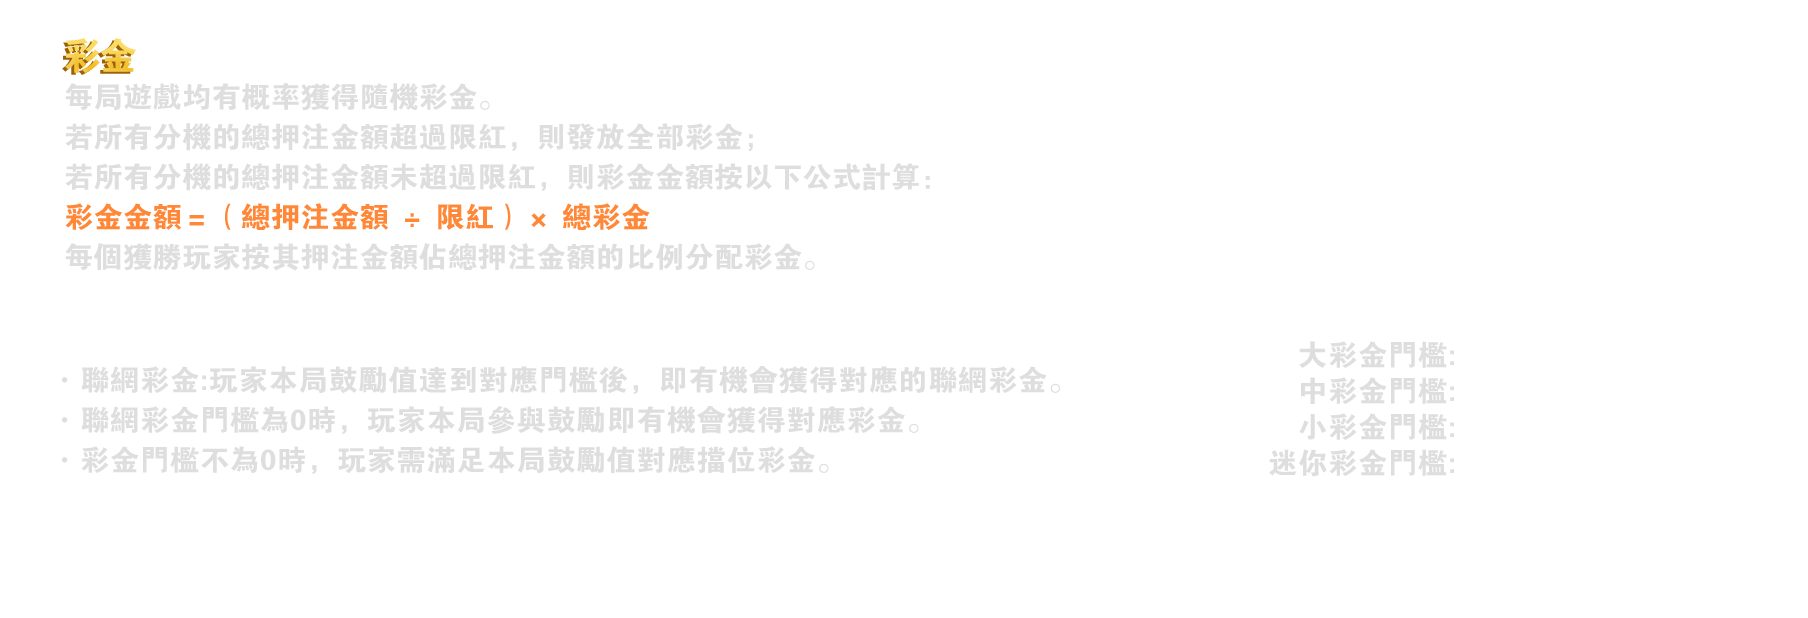 彩金
每局遊戲均有概率獲得隨機彩金。
若所有分機的總押注金額超過限紅，則發放全部彩金；
若所有分機的總押注金額未超過限紅，則彩金金額按以下公式計算：
彩金金額=（總押注金額 ÷ 限紅）× 總彩金
每個獲勝玩家按其押注金額佔總押注金額的比例分配彩金。
· 聯網彩金:玩家本局鼓勵值達到對應門檻後，即有機會獲得對應的聯網彩金。
· 聯網彩金門檻為0時，玩家本局參與鼓勵即有機會獲得對應彩金。
· 彩金門檻不為0時，玩家需滿足本局鼓勵值對應擋位彩金。
大彩金門檻:
中彩金門檻:
小彩金門檻:
迷你彩金門檻: